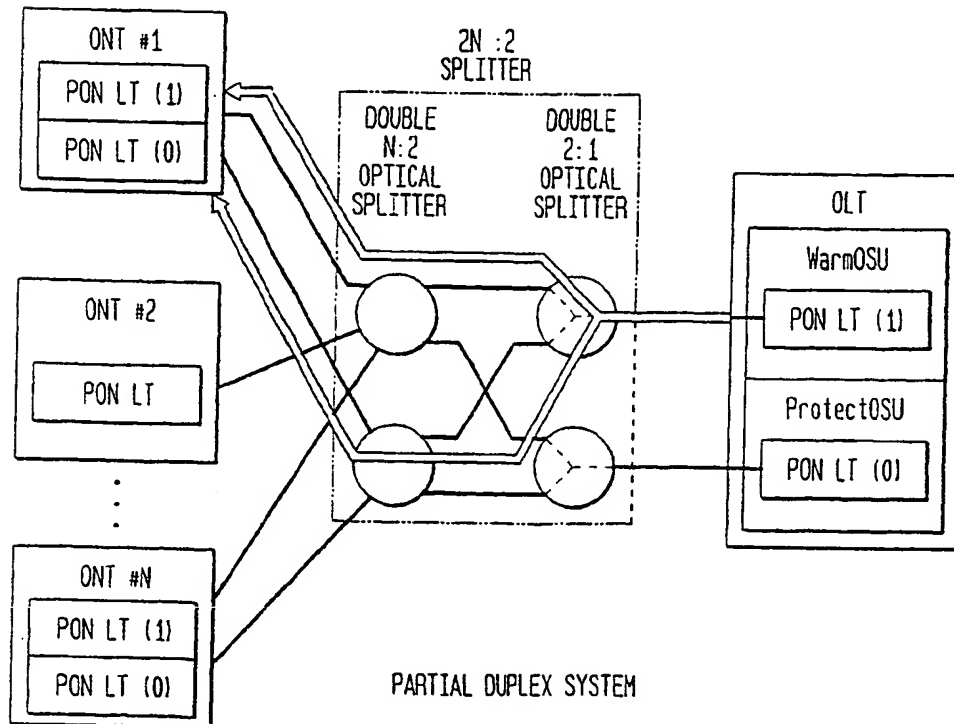 ONT #1
PON LT (1)
PON LT (0)
2N :2
SPLITTER
DOUBLE
N:2
OPTICAL
SPLITTER
DOUBLE
2:1
OPTICAL
SPLITTER
OLT
WarmOSU
PON LT (1)
ProtectOSU
PON LT (0)
ONT #2
PON LT
ONT #N
PON LT (1)
PON LT (0)
PARTIAL DUPLEX SYSTEM